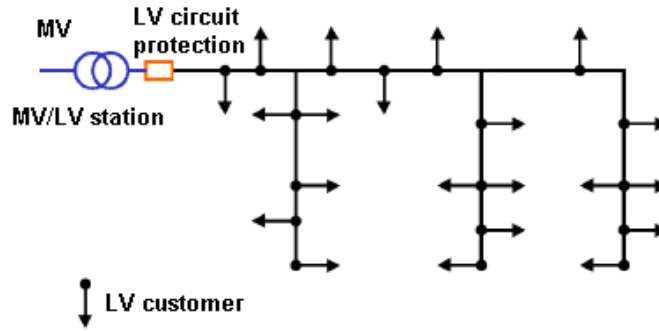 MV
LV circuit
protection
MV/LV station
LV customer